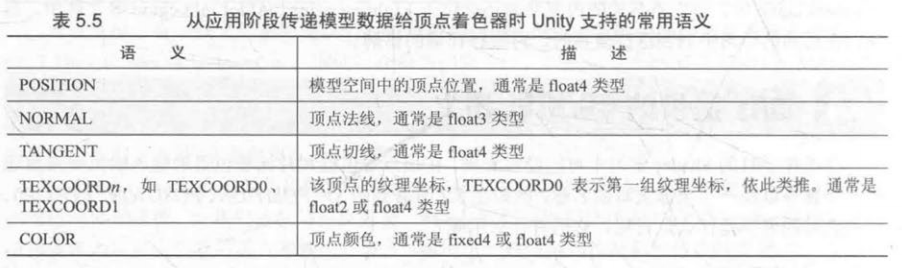 表 5.5 从应用阶段传递模型数据给顶点着色器时 Unity 支持的常用语义
语 义 描 述
POSITION 模型空间中的顶点位置，通常是 float4 类型
NORMAL 顶点法线，通常是 float3 类型
TANGENT 顶点切线，通常是 float4 类型
TEXCOORDn，如 TEXCOORD0、 该顶点的纹理坐标，TEXCOORD0 表示第一组纹理坐标，依此类推。通常是
TEXCOORD1 float2 或 float4 类型
COLOR 顶点颜色，通常是 fixed4 或 float4 类型